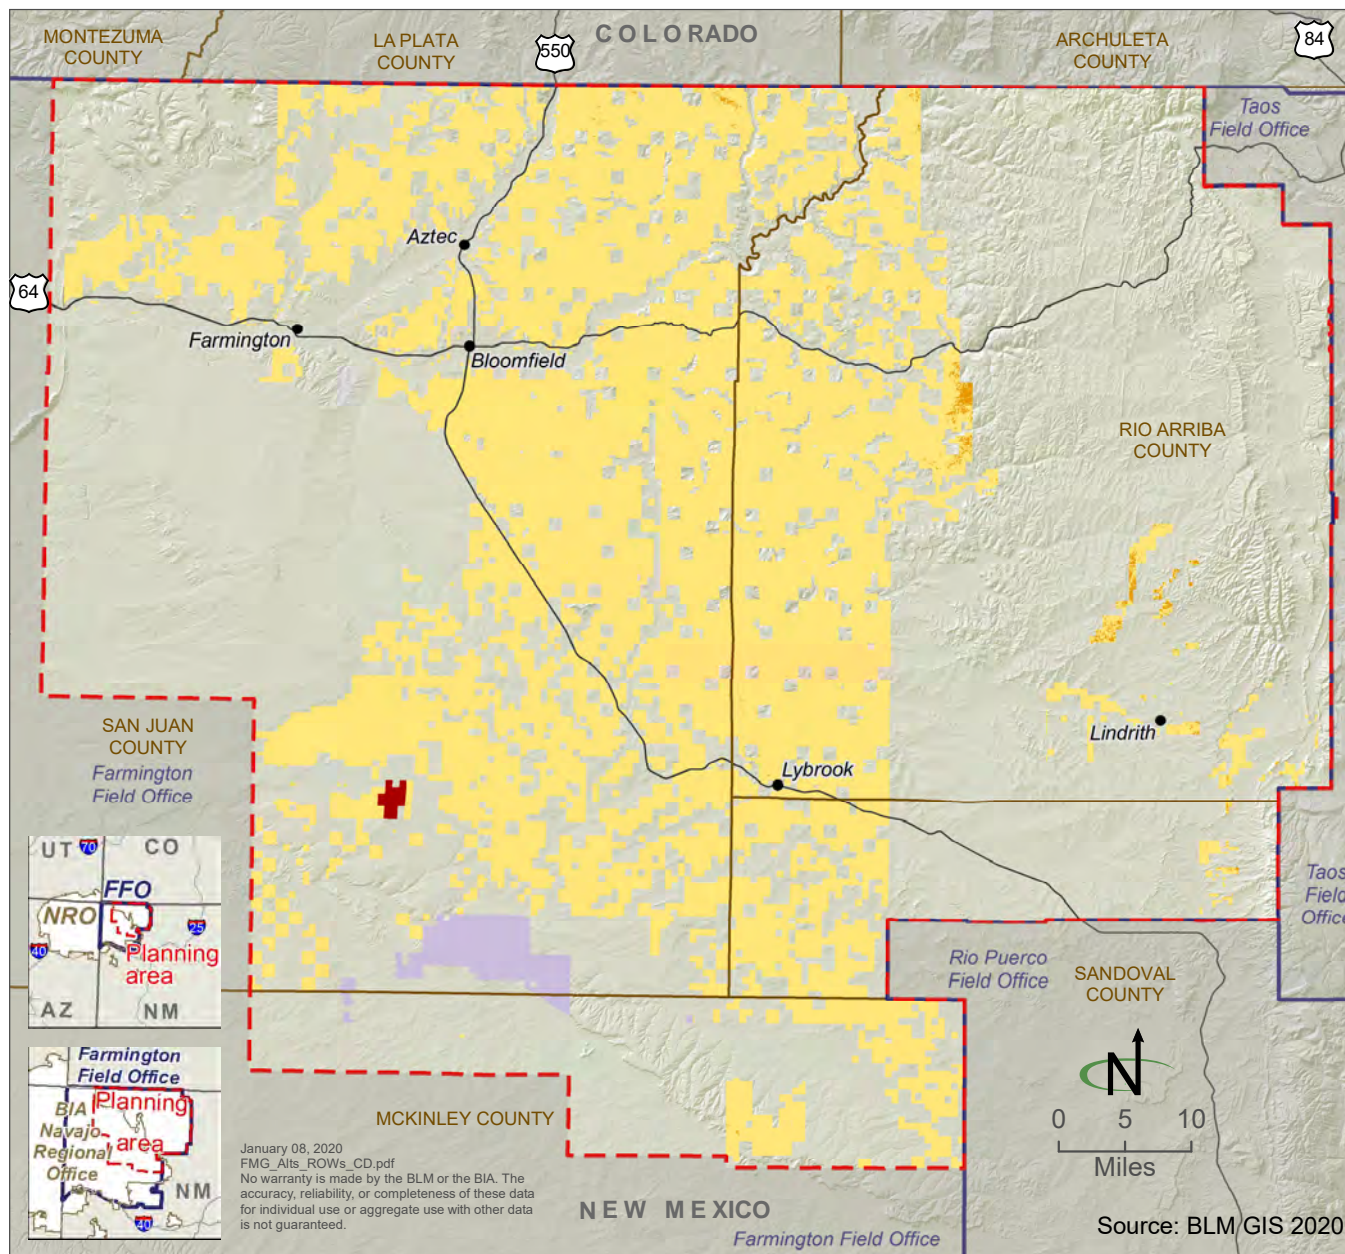 COLORADO
MONTEZUMA
COUNTY
LA PLATA
COUNTY
550
ARCHULETA
COUNTY
84
Taos
Field Office
Aztec
64
Farmington
Bloomfield
RIO ARRIBA
COUNTY
Lindrith
SAN JUAN
COUNTY
Farmington
Field Office
Lybrook
UT
70
CO
FFO
NRO
25
40
Planning
area
AZ
NM
Taos
Field
Office
Rio Puerco
Field Office
SANDOVAL
COUNTY
N
0 5 10
Miles
Farmington
Field Office
BIA
Navajo
Regional
Office
Planning
area
NM
40
MCKINLEY COUNTY
January 08, 2020
FMG_Alts_ROWs_CD.pdf
No warranty is made by the BLM or the BIA. The
accuracy, reliability, or completeness of these data
for individual use or aggregate use with other data
is not guaranteed.
NEW MEXICO
Farmington Field Office
Source: BLM GIS 2020